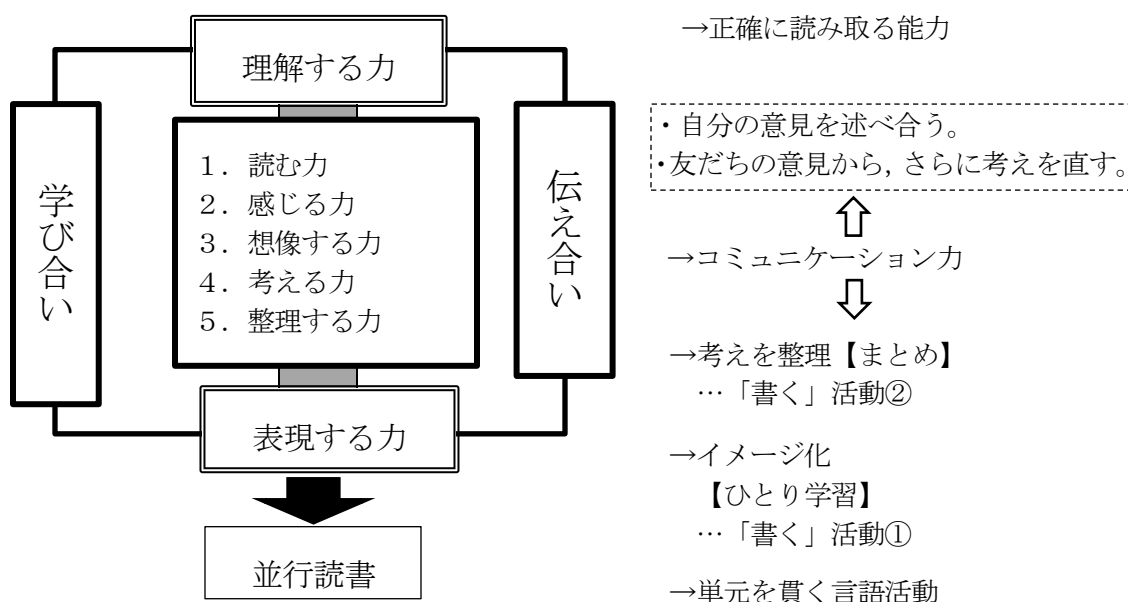 理解する力
学び合い
1．読む力
2．感じる力
3．想像する力
4．考える力
5．整理する力
伝え合い
表現する力
並行読書
→正確に読み取る能力
・自分の意見を述べ合う。
・友だちの意見から，さらに考えを直す。
→コミュニケーション力
→考えを整理【まとめ】
…「書く」活動②
→イメージ化
【ひとり学習】
…「書く」活動①
→単元を貫く言語活動